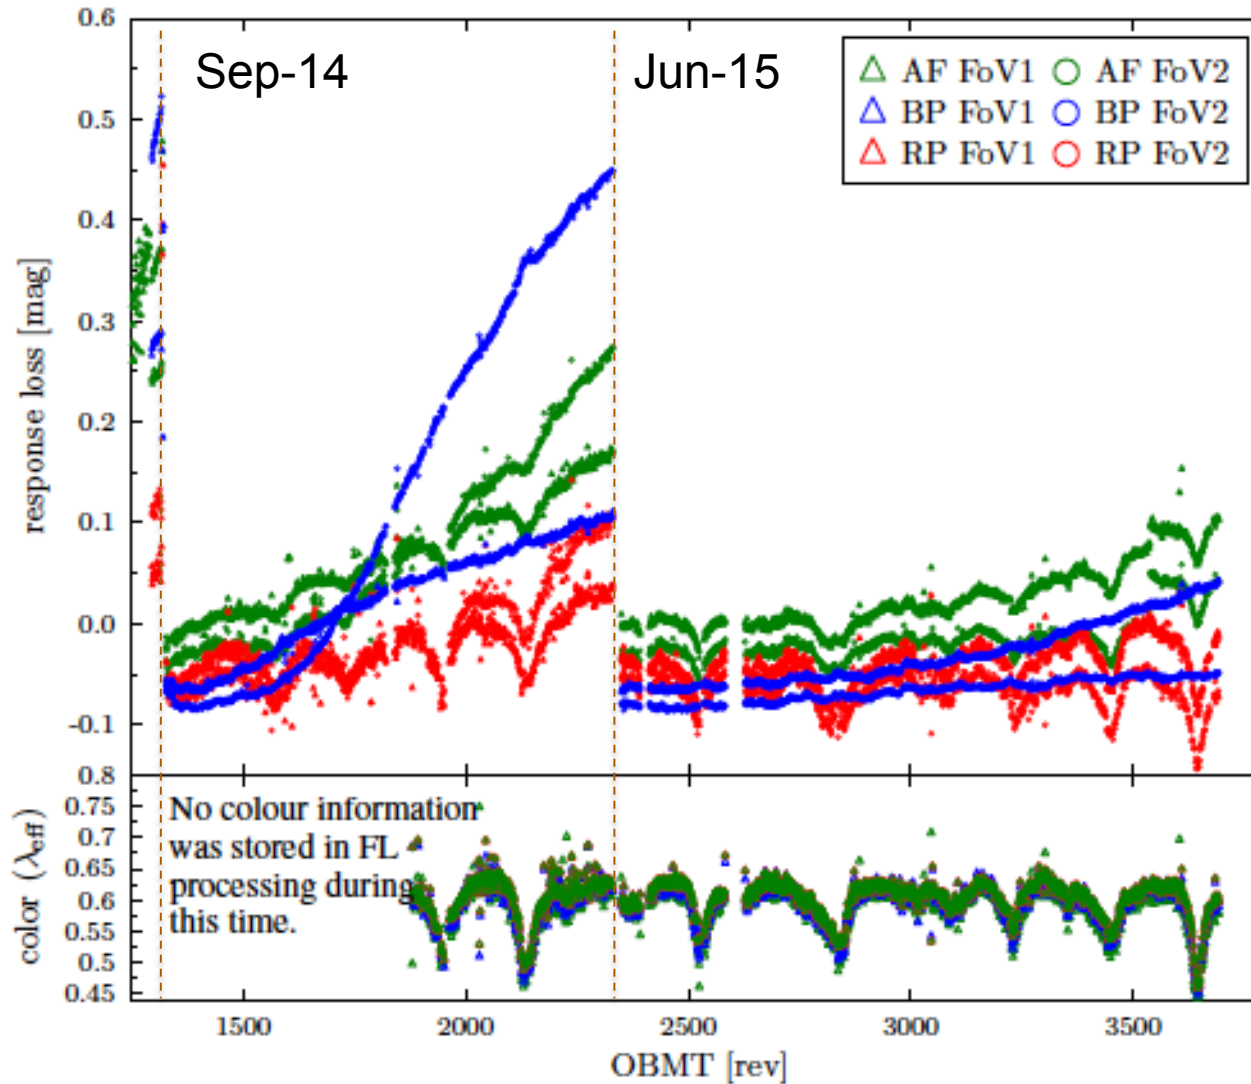 Sep-14
Jun-15
△ AF FoV1 ○ AF FoV2
△ BP FoV1 ○ BP FoV2
△ RP FoV1 ○ RP FoV2
response loss [mag]
0.6
0.5
0.4
0.3
0.2
0.1
0.0
-0.1
0.8
color (λeff)
0.75
0.7
0.65
0.6
0.55
0.5
0.45
No colour information
was stored in FL
processing during
this time.
1500 2000 2500 3000 3500
OBMT [rev]